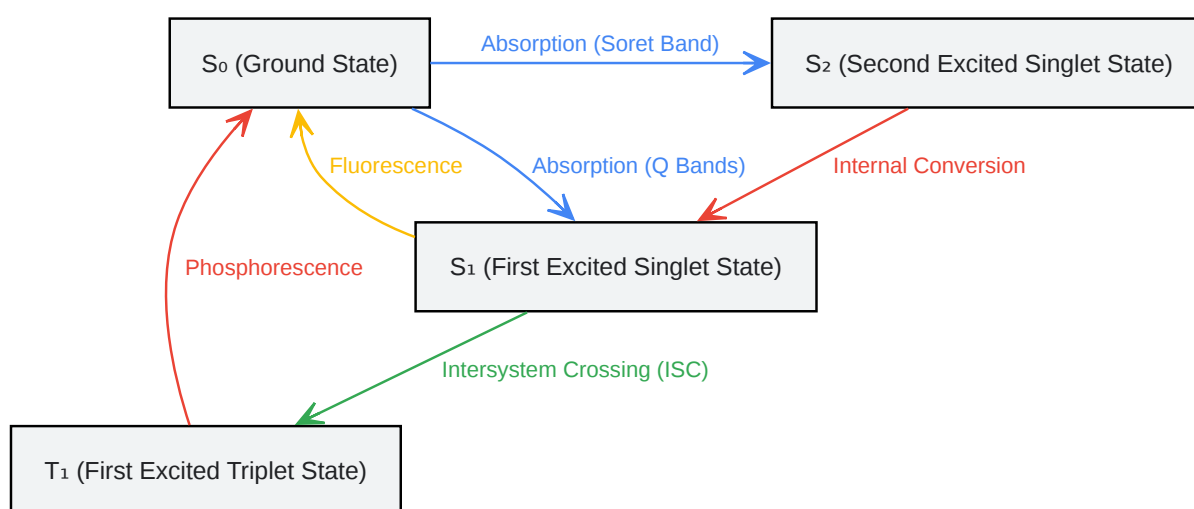 S₀ (Ground State)
Absorption (Soret Band)
S₂ (Second Excited Singlet State)
Fluorescence
Absorption (Q Bands)
Internal Conversion
Phosphorescence
S₁ (First Excited Singlet State)
Intersystem Crossing (ISC)
T₁ (First Excited Triplet State)